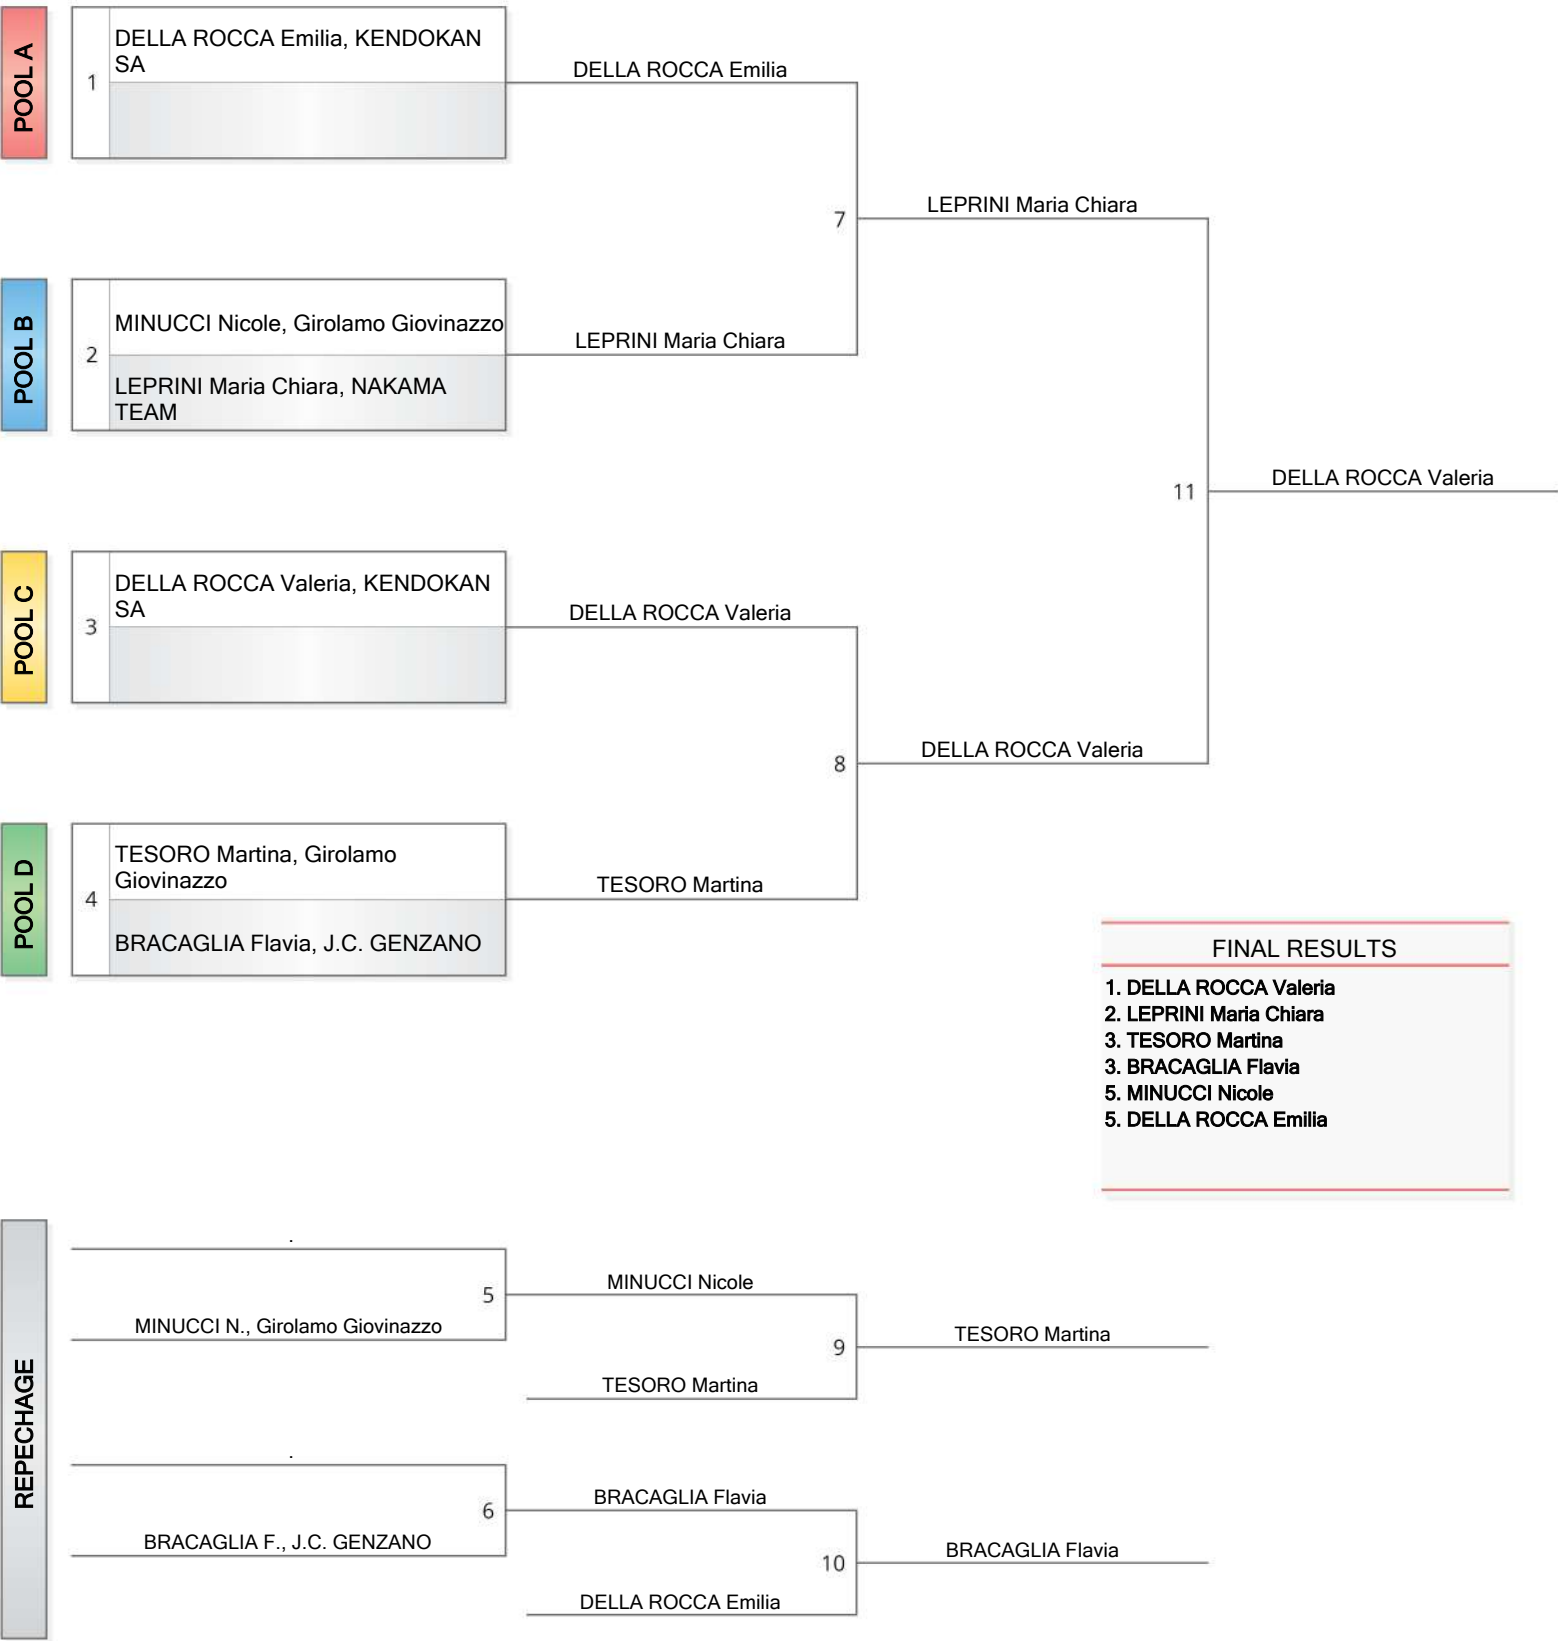 POOL A
1
DELLA ROCCA Emilia, KENDOKAN
SA
DELLA ROCCA Emilia
7
LEPRINI Maria Chiara
POOL B
2
MINUCCI Nicole, Girolamo Giovinazzo
LEPRINI Maria Chiara, NAKAMA
TEAM
LEPRINI Maria Chiara
11
DELLA ROCCA Valeria
POOL C
3
DELLA ROCCA Valeria, KENDOKAN
SA
DELLA ROCCA Valeria
8
DELLA ROCCA Valeria
POOL D
4
TESORO Martina, Girolamo
Giovinazzo
BRACAGLIA Flavia, J.C. GENZANO
TESORO Martina
FINAL RESULTS
1. DELLA ROCCA Valeria
2. LEPRINI Maria Chiara
3. TESORO Martina
3. BRACAGLIA Flavia
5. MINUCCI Nicole
5. DELLA ROCCA Emilia
REPECHAGE
.
5
MINUCCI N., Girolamo Giovinazzo
MINUCCI Nicole
9
TESORO Martina
TESORO Martina
.
6
BRACAGLIA F., J.C. GENZANO
BRACAGLIA Flavia
10
DELLA ROCCA Emilia
BRACAGLIA Flavia